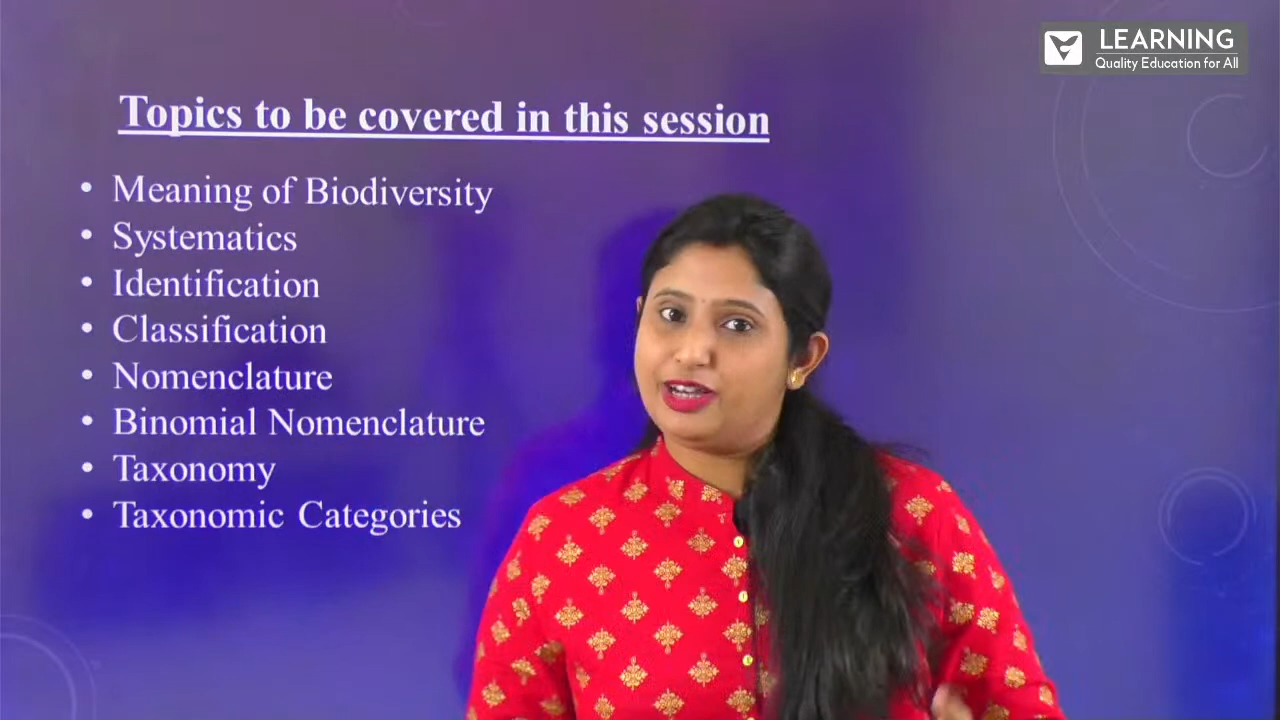 LEARNING
Quality Education for All
Topics to be covered in this session
• Meaning of Biodiversity
• Systematics
• Identification
• Classification
• Nomenclature
• Binomial Nomenclature
• Taxonomy
• Taxonomic Categories